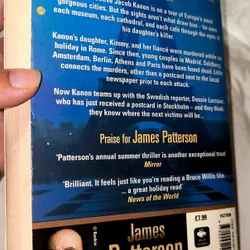 ive Jacob Kanon is on a tour of Europe's most
gorgeous cities. But the sights aren't what draw him – he sees
each museum, each cathedral, and each café through the eyes of
his daughter's killer.
Kanon's daughter, Kimmy, and her fiancé were murdered while on
holiday in Rome. Since then, young couples in Madrid, Salzburg,
Amsterdam, Berlin, Athens and Paris have been found dead. Little
connects the murders, other than a postcard sent to the local
newspaper prior to each attack.
Now Kanon teams up with the Swedish reporter, Dessie Larsson,
who has just received a postcard in Stockholm – and they think
they know where the next victims will be...
Praise for James Patterson
'Patterson's annual summer thriller is another exceptional treat'
Mirror
'Brilliant. It feels just like you're reading a Bruce Willis film
... a great holiday read'
News of the World
£7.99
James
Patterson